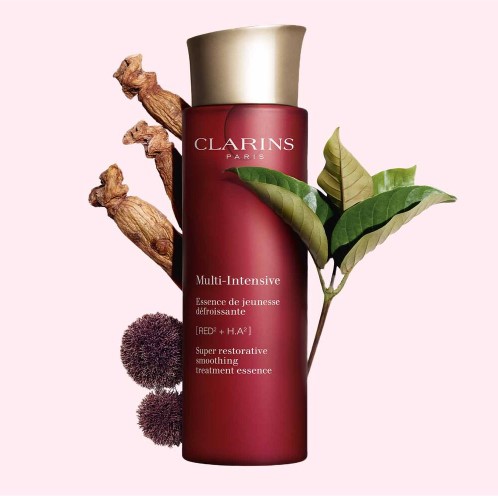 CLARINS
PARIS
Multi-Intensive
Essence de jeunesse
défroissante
[RED² + H.A²]
Super restorative
smoothing
treatment essence